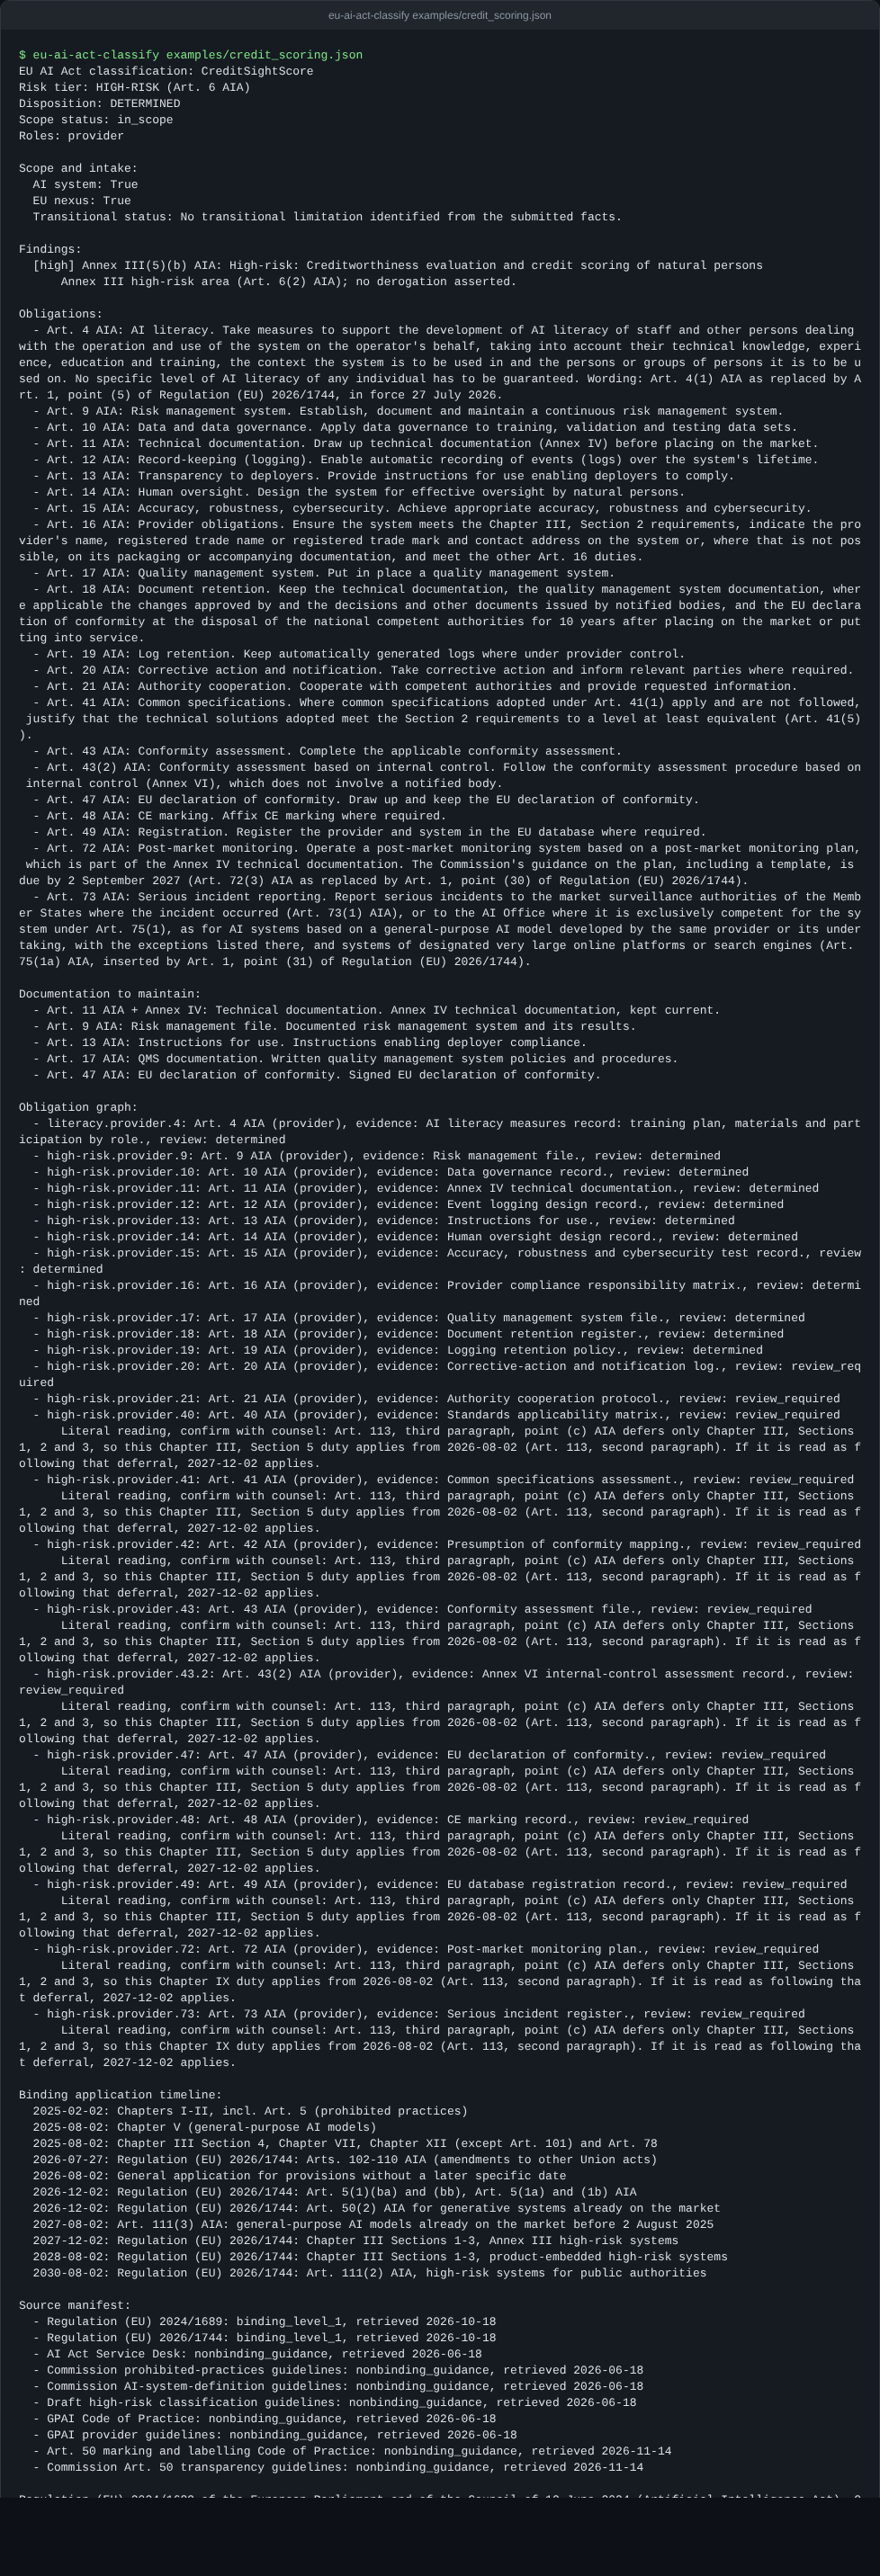 eu-ai-act-classify examples/credit_scoring.json
$ eu-ai-act-classify examples/credit_scoring.json
EU AI Act classification: CreditSightScore
Risk tier: HIGH-RISK (Art. 6 AIA)
Disposition: DETERMINED
Scope status: in_scope
Roles: provider
Scope and intake:
  AI system: True
  EU nexus: True
  Transitional status: No transitional limitation identified from the submitted facts.
Findings:
  [high] Annex III(5)(b) AIA: High-risk: Creditworthiness evaluation and credit scoring of natural persons
      Annex III high-risk area (Art. 6(2) AIA); no derogation asserted.
Obligations:
  - Art. 4 AIA: AI literacy. Take measures to support the development of AI literacy of staff and other persons dealing
with the operation and use of the system on the operator's behalf, taking into account their technical knowledge, experi
ence, education and training, the context the system is to be used in and the persons or groups of persons it is to be u
sed on. No specific level of AI literacy of any individual has to be guaranteed. Wording: Art. 4(1) AIA as replaced by A
rt. 1, point (5) of Regulation (EU) 2026/1744, in force 27 July 2026.
  - Art. 9 AIA: Risk management system. Establish, document and maintain a continuous risk management system.
  - Art. 10 AIA: Data and data governance. Apply data governance to training, validation and testing data sets.
  - Art. 11 AIA: Technical documentation. Draw up technical documentation (Annex IV) before placing on the market.
  - Art. 12 AIA: Record-keeping (logging). Enable automatic recording of events (logs) over the system's lifetime.
  - Art. 13 AIA: Transparency to deployers. Provide instructions for use enabling deployers to comply.
  - Art. 14 AIA: Human oversight. Design the system for effective oversight by natural persons.
  - Art. 15 AIA: Accuracy, robustness, cybersecurity. Achieve appropriate accuracy, robustness and cybersecurity.
  - Art. 16 AIA: Provider obligations. Ensure the system meets the Chapter III, Section 2 requirements, indicate the pro
vider's name, registered trade name or registered trade mark and contact address on the system or, where that is not pos
sible, on its packaging or accompanying documentation, and meet the other Art. 16 duties.
  - Art. 17 AIA: Quality management system. Put in place a quality management system.
  - Art. 18 AIA: Document retention. Keep the technical documentation, the quality management system documentation, wher
e applicable the changes approved by and the decisions and other documents issued by notified bodies, and the EU declara
tion of conformity at the disposal of the national competent authorities for 10 years after placing on the market or put
ting into service.
  - Art. 19 AIA: Log retention. Keep automatically generated logs where under provider control.
  - Art. 20 AIA: Corrective action and notification. Take corrective action and inform relevant parties where required.
  - Art. 21 AIA: Authority cooperation. Cooperate with competent authorities and provide requested information.
  - Art. 41 AIA: Common specifications. Where common specifications adopted under Art. 41(1) apply and are not followed,
 justify that the technical solutions adopted meet the Section 2 requirements to a level at least equivalent (Art. 41(5)
).
  - Art. 43 AIA: Conformity assessment. Complete the applicable conformity assessment.
  - Art. 43(2) AIA: Conformity assessment based on internal control. Follow the conformity assessment procedure based on
 internal control (Annex VI), which does not involve a notified body.
  - Art. 47 AIA: EU declaration of conformity. Draw up and keep the EU declaration of conformity.
  - Art. 48 AIA: CE marking. Affix CE marking where required.
  - Art. 49 AIA: Registration. Register the provider and system in the EU database where required.
  - Art. 72 AIA: Post-market monitoring. Operate a post-market monitoring system based on a post-market monitoring plan,
 which is part of the Annex IV technical documentation. The Commission's guidance on the plan, including a template, is
due by 2 September 2027 (Art. 72(3) AIA as replaced by Art. 1, point (30) of Regulation (EU) 2026/1744).
  - Art. 73 AIA: Serious incident reporting. Report serious incidents to the market surveillance authorities of the Memb
er States where the incident occurred (Art. 73(1) AIA), or to the AI Office where it is exclusively competent for the sy
stem under Art. 75(1), as for AI systems based on a general-purpose AI model developed by the same provider or its under
taking, with the exceptions listed there, and systems of designated very large online platforms or search engines (Art.
75(1a) AIA, inserted by Art. 1, point (31) of Regulation (EU) 2026/1744).
Documentation to maintain:
  - Art. 11 AIA + Annex IV: Technical documentation. Annex IV technical documentation, kept current.
  - Art. 9 AIA: Risk management file. Documented risk management system and its results.
  - Art. 13 AIA: Instructions for use. Instructions enabling deployer compliance.
  - Art. 17 AIA: QMS documentation. Written quality management system policies and procedures.
  - Art. 47 AIA: EU declaration of conformity. Signed EU declaration of conformity.
Obligation graph:
  - literacy.provider.4: Art. 4 AIA (provider), evidence: AI literacy measures record: training plan, materials and part
icipation by role., review: determined
  - high-risk.provider.9: Art. 9 AIA (provider), evidence: Risk management file., review: determined
  - high-risk.provider.10: Art. 10 AIA (provider), evidence: Data governance record., review: determined
  - high-risk.provider.11: Art. 11 AIA (provider), evidence: Annex IV technical documentation., review: determined
  - high-risk.provider.12: Art. 12 AIA (provider), evidence: Event logging design record., review: determined
  - high-risk.provider.13: Art. 13 AIA (provider), evidence: Instructions for use., review: determined
  - high-risk.provider.14: Art. 14 AIA (provider), evidence: Human oversight design record., review: determined
  - high-risk.provider.15: Art. 15 AIA (provider), evidence: Accuracy, robustness and cybersecurity test record., review
: determined
  - high-risk.provider.16: Art. 16 AIA (provider), evidence: Provider compliance responsibility matrix., review: determi
ned
  - high-risk.provider.17: Art. 17 AIA (provider), evidence: Quality management system file., review: determined
  - high-risk.provider.18: Art. 18 AIA (provider), evidence: Document retention register., review: determined
  - high-risk.provider.19: Art. 19 AIA (provider), evidence: Logging retention policy., review: determined
  - high-risk.provider.20: Art. 20 AIA (provider), evidence: Corrective-action and notification log., review: review_req
uired
  - high-risk.provider.21: Art. 21 AIA (provider), evidence: Authority cooperation protocol., review: review_required
  - high-risk.provider.40: Art. 40 AIA (provider), evidence: Standards applicability matrix., review: review_required
      Literal reading, confirm with counsel: Art. 113, third paragraph, point (c) AIA defers only Chapter III, Sections
1, 2 and 3, so this Chapter III, Section 5 duty applies from 2026-08-02 (Art. 113, second paragraph). If it is read as f
ollowing that deferral, 2027-12-02 applies.
  - high-risk.provider.41: Art. 41 AIA (provider), evidence: Common specifications assessment., review: review_required
      Literal reading, confirm with counsel: Art. 113, third paragraph, point (c) AIA defers only Chapter III, Sections
1, 2 and 3, so this Chapter III, Section 5 duty applies from 2026-08-02 (Art. 113, second paragraph). If it is read as f
ollowing that deferral, 2027-12-02 applies.
  - high-risk.provider.42: Art. 42 AIA (provider), evidence: Presumption of conformity mapping., review: review_required
      Literal reading, confirm with counsel: Art. 113, third paragraph, point (c) AIA defers only Chapter III, Sections
1, 2 and 3, so this Chapter III, Section 5 duty applies from 2026-08-02 (Art. 113, second paragraph). If it is read as f
ollowing that deferral, 2027-12-02 applies.
  - high-risk.provider.43: Art. 43 AIA (provider), evidence: Conformity assessment file., review: review_required
      Literal reading, confirm with counsel: Art. 113, third paragraph, point (c) AIA defers only Chapter III, Sections
1, 2 and 3, so this Chapter III, Section 5 duty applies from 2026-08-02 (Art. 113, second paragraph). If it is read as f
ollowing that deferral, 2027-12-02 applies.
  - high-risk.provider.43.2: Art. 43(2) AIA (provider), evidence: Annex VI internal-control assessment record., review:
review_required
      Literal reading, confirm with counsel: Art. 113, third paragraph, point (c) AIA defers only Chapter III, Sections
1, 2 and 3, so this Chapter III, Section 5 duty applies from 2026-08-02 (Art. 113, second paragraph). If it is read as f
ollowing that deferral, 2027-12-02 applies.
  - high-risk.provider.47: Art. 47 AIA (provider), evidence: EU declaration of conformity., review: review_required
      Literal reading, confirm with counsel: Art. 113, third paragraph, point (c) AIA defers only Chapter III, Sections
1, 2 and 3, so this Chapter III, Section 5 duty applies from 2026-08-02 (Art. 113, second paragraph). If it is read as f
ollowing that deferral, 2027-12-02 applies.
  - high-risk.provider.48: Art. 48 AIA (provider), evidence: CE marking record., review: review_required
      Literal reading, confirm with counsel: Art. 113, third paragraph, point (c) AIA defers only Chapter III, Sections
1, 2 and 3, so this Chapter III, Section 5 duty applies from 2026-08-02 (Art. 113, second paragraph). If it is read as f
ollowing that deferral, 2027-12-02 applies.
  - high-risk.provider.49: Art. 49 AIA (provider), evidence: EU database registration record., review: review_required
      Literal reading, confirm with counsel: Art. 113, third paragraph, point (c) AIA defers only Chapter III, Sections
1, 2 and 3, so this Chapter III, Section 5 duty applies from 2026-08-02 (Art. 113, second paragraph). If it is read as f
ollowing that deferral, 2027-12-02 applies.
  - high-risk.provider.72: Art. 72 AIA (provider), evidence: Post-market monitoring plan., review: review_required
      Literal reading, confirm with counsel: Art. 113, third paragraph, point (c) AIA defers only Chapter III, Sections
1, 2 and 3, so this Chapter IX duty applies from 2026-08-02 (Art. 113, second paragraph). If it is read as following tha
t deferral, 2027-12-02 applies.
  - high-risk.provider.73: Art. 73 AIA (provider), evidence: Serious incident register., review: review_required
      Literal reading, confirm with counsel: Art. 113, third paragraph, point (c) AIA defers only Chapter III, Sections
1, 2 and 3, so this Chapter IX duty applies from 2026-08-02 (Art. 113, second paragraph). If it is read as following tha
t deferral, 2027-12-02 applies.
Binding application timeline:
  2025-02-02: Chapters I-II, incl. Art. 5 (prohibited practices)
  2025-08-02: Chapter V (general-purpose AI models)
  2025-08-02: Chapter III Section 4, Chapter VII, Chapter XII (except Art. 101) and Art. 78
  2026-07-27: Regulation (EU) 2026/1744: Arts. 102-110 AIA (amendments to other Union acts)
  2026-08-02: General application for provisions without a later specific date
  2026-12-02: Regulation (EU) 2026/1744: Art. 5(1)(ba) and (bb), Art. 5(1a) and (1b) AIA
  2026-12-02: Regulation (EU) 2026/1744: Art. 50(2) AIA for generative systems already on the market
  2027-08-02: Art. 111(3) AIA: general-purpose AI models already on the market before 2 August 2025
  2027-12-02: Regulation (EU) 2026/1744: Chapter III Sections 1-3, Annex III high-risk systems
  2028-08-02: Regulation (EU) 2026/1744: Chapter III Sections 1-3, product-embedded high-risk systems
  2030-08-02: Regulation (EU) 2026/1744: Art. 111(2) AIA, high-risk systems for public authorities
Source manifest:
  - Regulation (EU) 2024/1689: binding_level_1, retrieved 2026-10-18
  - Regulation (EU) 2026/1744: binding_level_1, retrieved 2026-10-18
  - AI Act Service Desk: nonbinding_guidance, retrieved 2026-06-18
  - Commission prohibited-practices guidelines: nonbinding_guidance, retrieved 2026-06-18
  - Commission AI-system-definition guidelines: nonbinding_guidance, retrieved 2026-06-18
  - Draft high-risk classification guidelines: nonbinding_guidance, retrieved 2026-06-18
  - GPAI Code of Practice: nonbinding_guidance, retrieved 2026-06-18
  - GPAI provider guidelines: nonbinding_guidance, retrieved 2026-06-18
  - Art. 50 marking and labelling Code of Practice: nonbinding_guidance, retrieved 2026-11-14
  - Commission Art. 50 transparency guidelines: nonbinding_guidance, retrieved 2026-11-14